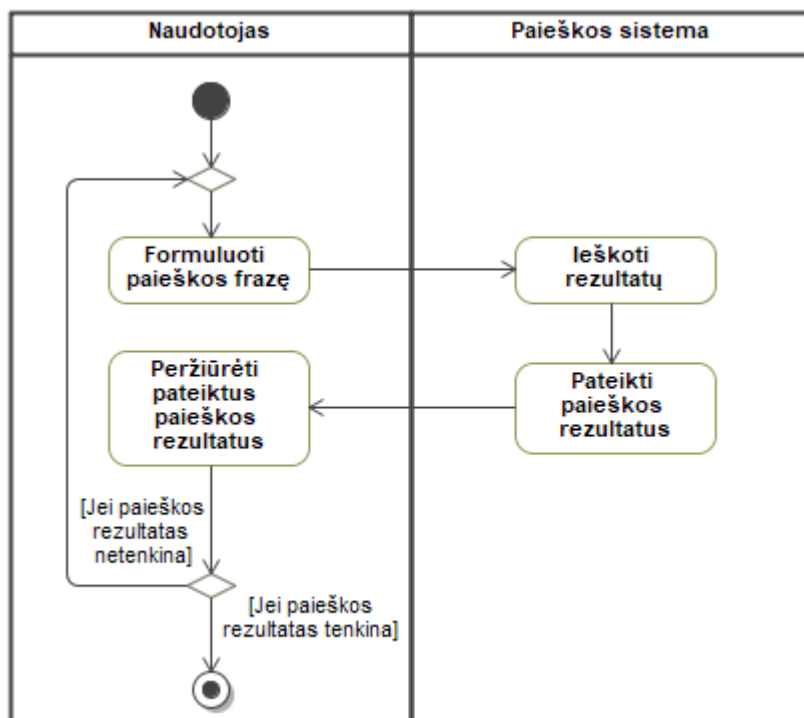 Naudotojas
Paieškos sistema
Formuluoti
paieškos frazę
Ieškoti
rezultatų
Peržiūrėti
pateiktus
paieškos
rezultatus
Pateikti
paieškos
rezultatus
[Jei paieškos
rezultatas
netenkina]
[Jei paieškos
rezultatas tenkina]